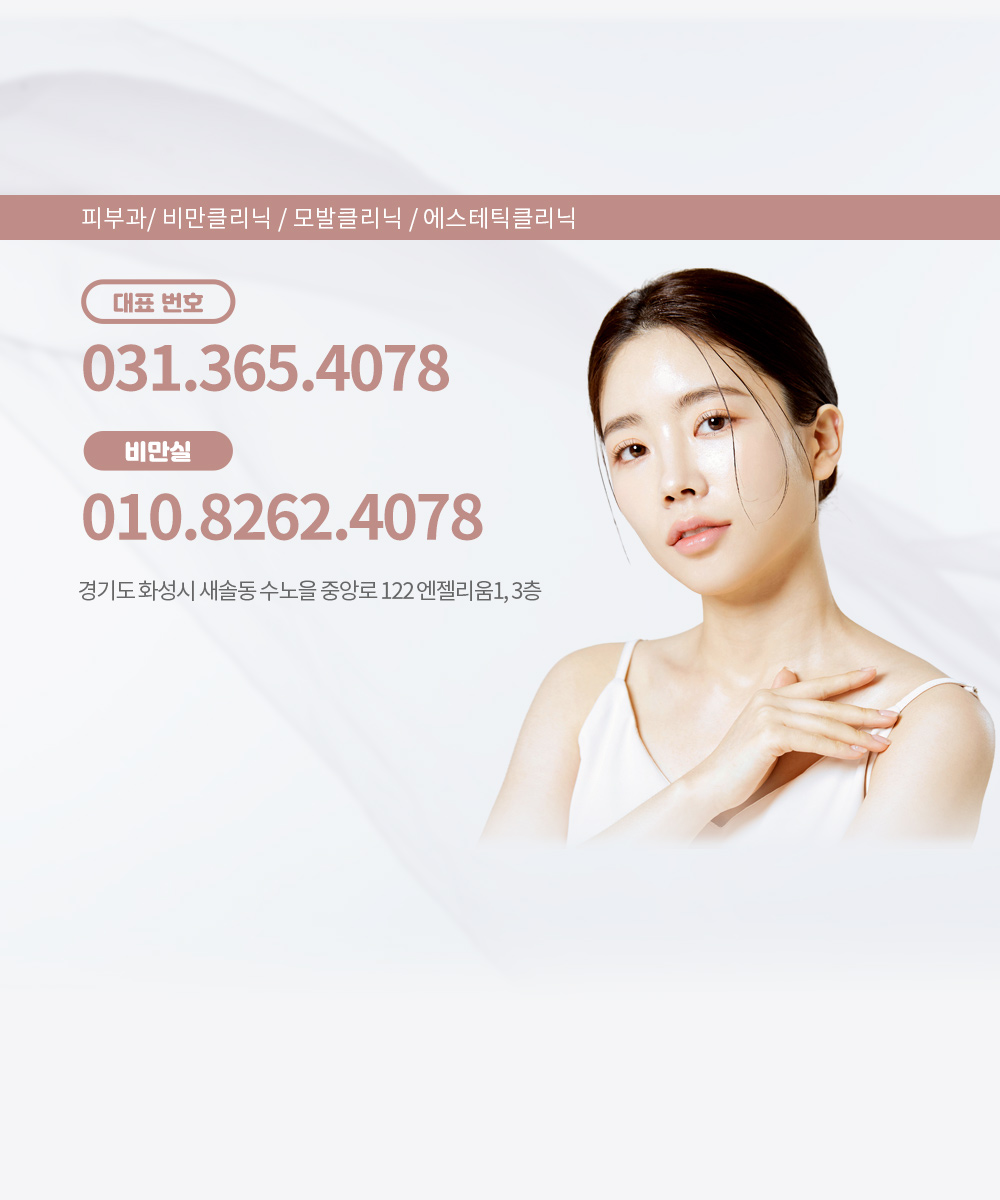 피부과/ 비만클리닉 / 모발클리닉 / 에스테틱클리닉
대표 번호
031.365.4078
비만실
010.8262.4078
경기도 화성시 새솔동 수노을 중앙로 122 엔젤리움1, 3층